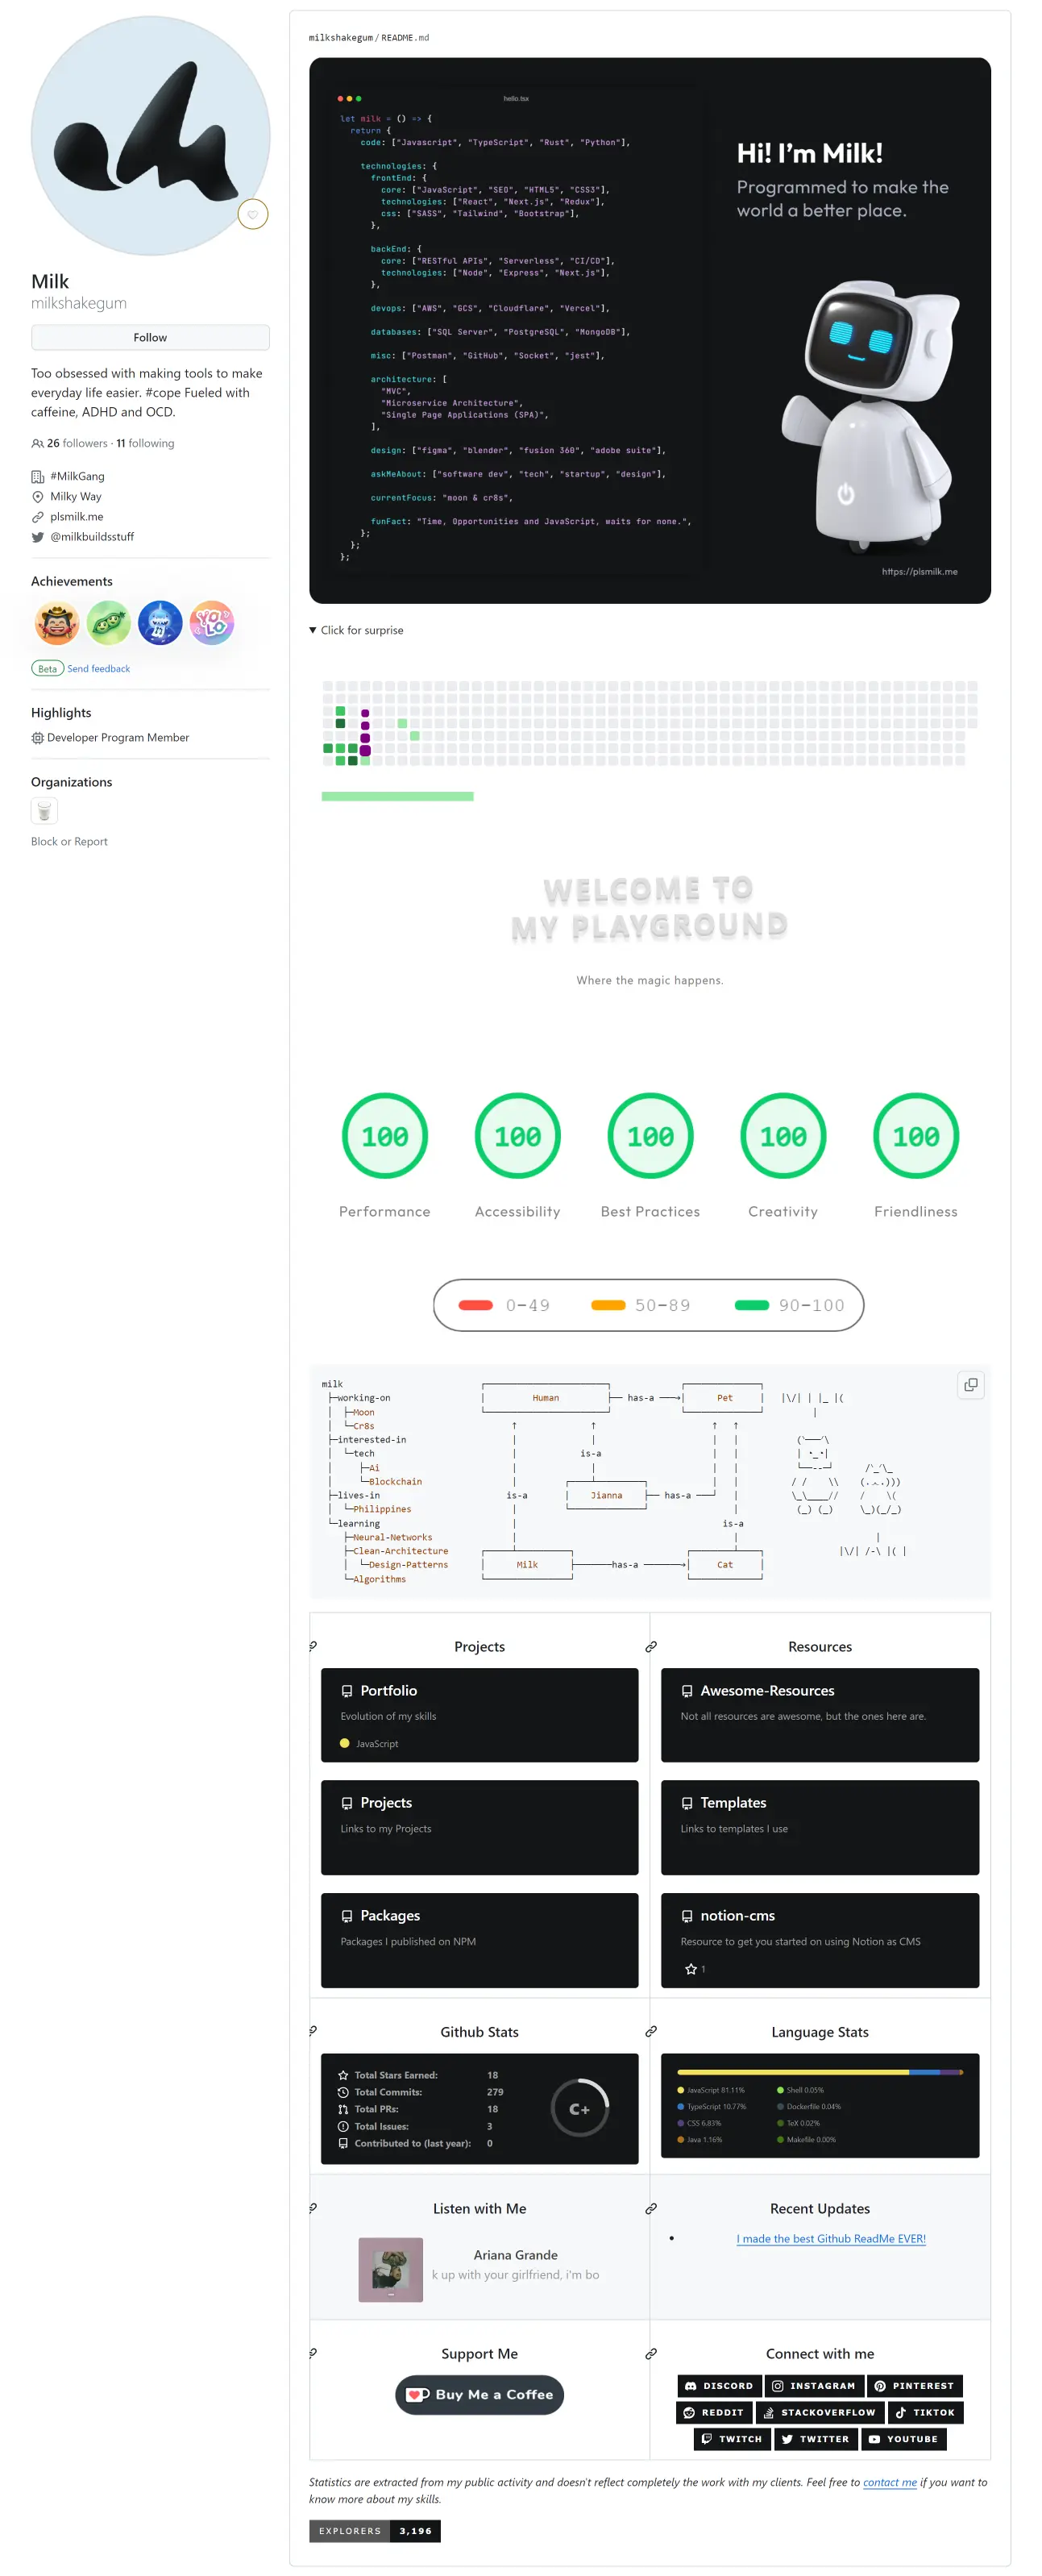 Milk
milkshakegum
Follow
Too obsessed with making tools to make
everyday life easier. #cope Fueled with
caffeine, ADHD and OCD.
26 followers · 11 following
#MilkGang
Milky Way
plsmilk.me
@milkbuildsstuff
Achievements
YOLO
Beta Send feedback
Highlights
Developer Program Member
Organizations
Block or Report
milkshakegum / README.md
hello.tsx
let milk = () => {
return {
code: ["Javascript", "TypeScript", "Rust", "Python"],
technologies: {
frontEnd: {
core: ["JavaScript", "SEO", "HTML5", "CSS3"],
technologies: ["React", "Next.js", "Redux"],
css: ["SASS", "Tailwind", "Bootstrap"],
},
backEnd: {
core: ["RESTful APIs", "Serverless", "CI/CD"],
technologies: ["Node", "Express", "Next.js"],
},
devops: ["AWS", "GCS", "Cloudflare", "Vercel"],
databases: ["SQL Server", "PostgreSQL", "MongoDB"],
misc: ["Postman", "GitHub", "Socket", "jest"],
architecture: [
"MVC",
"Microservice Architecture",
"Single Page Applications (SPA)",
],
design: ["figma", "blender", "fusion 360", "adobe suite"],
askMeAbout: ["software dev", "tech", "startup", "design"],
currentFocus: "moon & cr8s",
funFact: "Time, Opportunities and JavaScript, waits for none.",
};
};
};
Hi! I'm Milk!
Programmed to make the
world a better place.
https://plsmilk.me
Click for surprise
WELCOME TO
MY PLAYGROUND
Where the magic happens.
100 100 100 100 100
Performance Accessibility Best Practices Creativity Friendliness
0-49 50-89 90-100
milk
├─working-on
│ ├─Moon
│ └─Cr8s
├─interested-in
│ └─tech
│ ├─Ai
│ └─Blockchain
├─lives-in
│ └─Philippines
└─learning
├─Neural-Networks
├─Clean-Architecture
│ └─Design-Patterns
└─Algorithms
Human has-a Pet
is-a
is-a Jianna has-a
is-a
Milk has-a Cat
Projects
Portfolio
Evolution of my skills
JavaScript
Projects
Links to my Projects
Packages
Packages I published on NPM
Resources
Awesome-Resources
Not all resources are awesome, but the ones here are.
Templates
Links to templates I use
notion-cms
Resource to get you started on using Notion as CMS
1
Github Stats
Total Stars Earned: 18
Total Commits: 279
Total PRs: 18
Total Issues: 3
Contributed to (last year): 0
C+
Language Stats
JavaScript 81.11%
TypeScript 10.77%
CSS 6.83%
Java 1.16%
Shell 0.05%
Dockerfile 0.04%
TeX 0.02%
Makefile 0.00%
Listen with Me
Ariana Grande
k up with your girlfriend, i'm bo
Recent Updates
I made the best Github ReadMe EVER!
Support Me
Buy Me a Coffee
Connect with me
DISCORD INSTAGRAM PINTEREST
REDDIT STACKOVERFLOW TIKTOK
TWITCH TWITTER YOUTUBE
Statistics are extracted from my public activity and doesn't reflect completely the work with my clients. Feel free to contact me if you want to
know more about my skills.
EXPLORERS 3,196